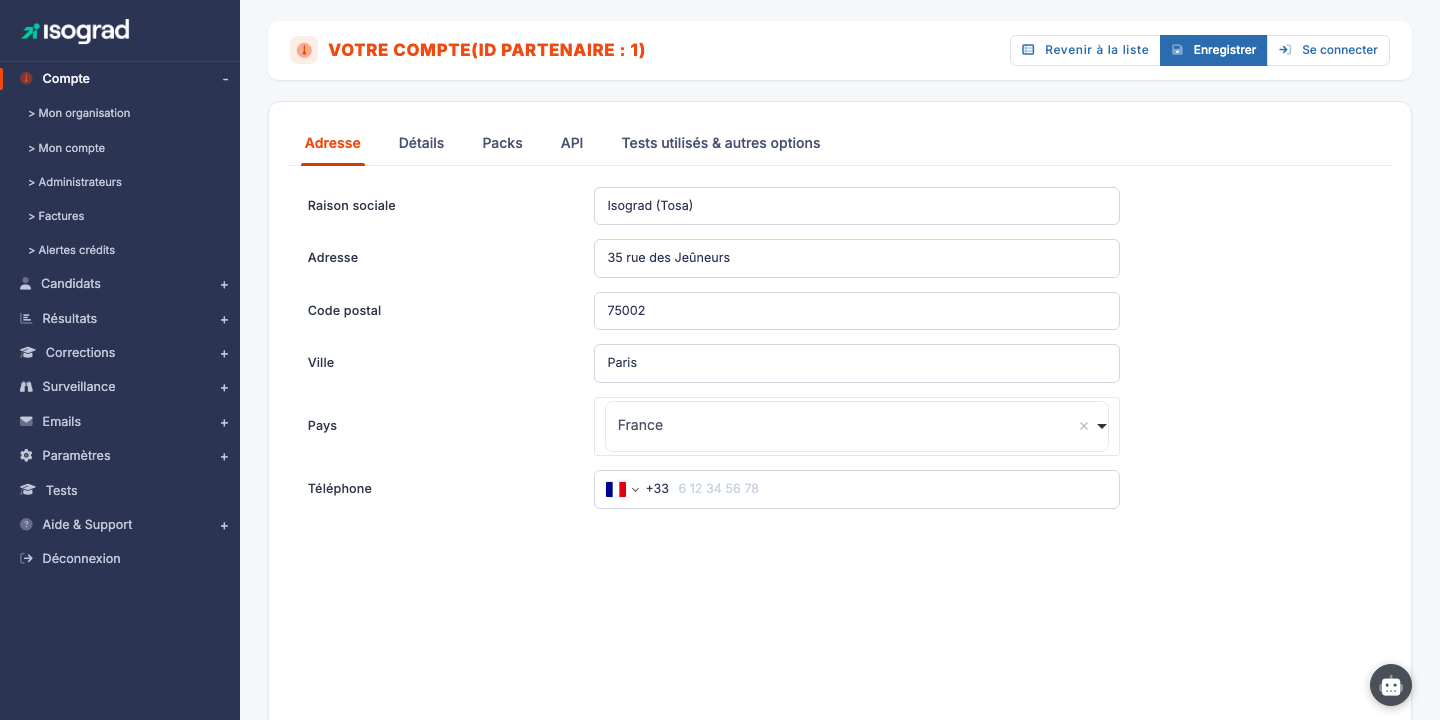 isograd
Compte -
> Mon organisation
> Mon compte
> Administrateurs
> Factures
> Alertes crédits
Candidats +
Résultats +
Corrections +
Surveillance +
Emails +
Paramètres +
Tests
Aide & Support +
Déconnexion
VOTRE COMPTE(ID PARTENAIRE : 1)
Revenir à la liste Enregistrer Se connecter
Adresse Détails Packs API Tests utilisés & autres options
Raison sociale Isograd (Tosa)
Adresse 35 rue des Jeûneurs
Code postal 75002
Ville Paris
Pays France ×
Téléphone +33 6 12 34 56 78